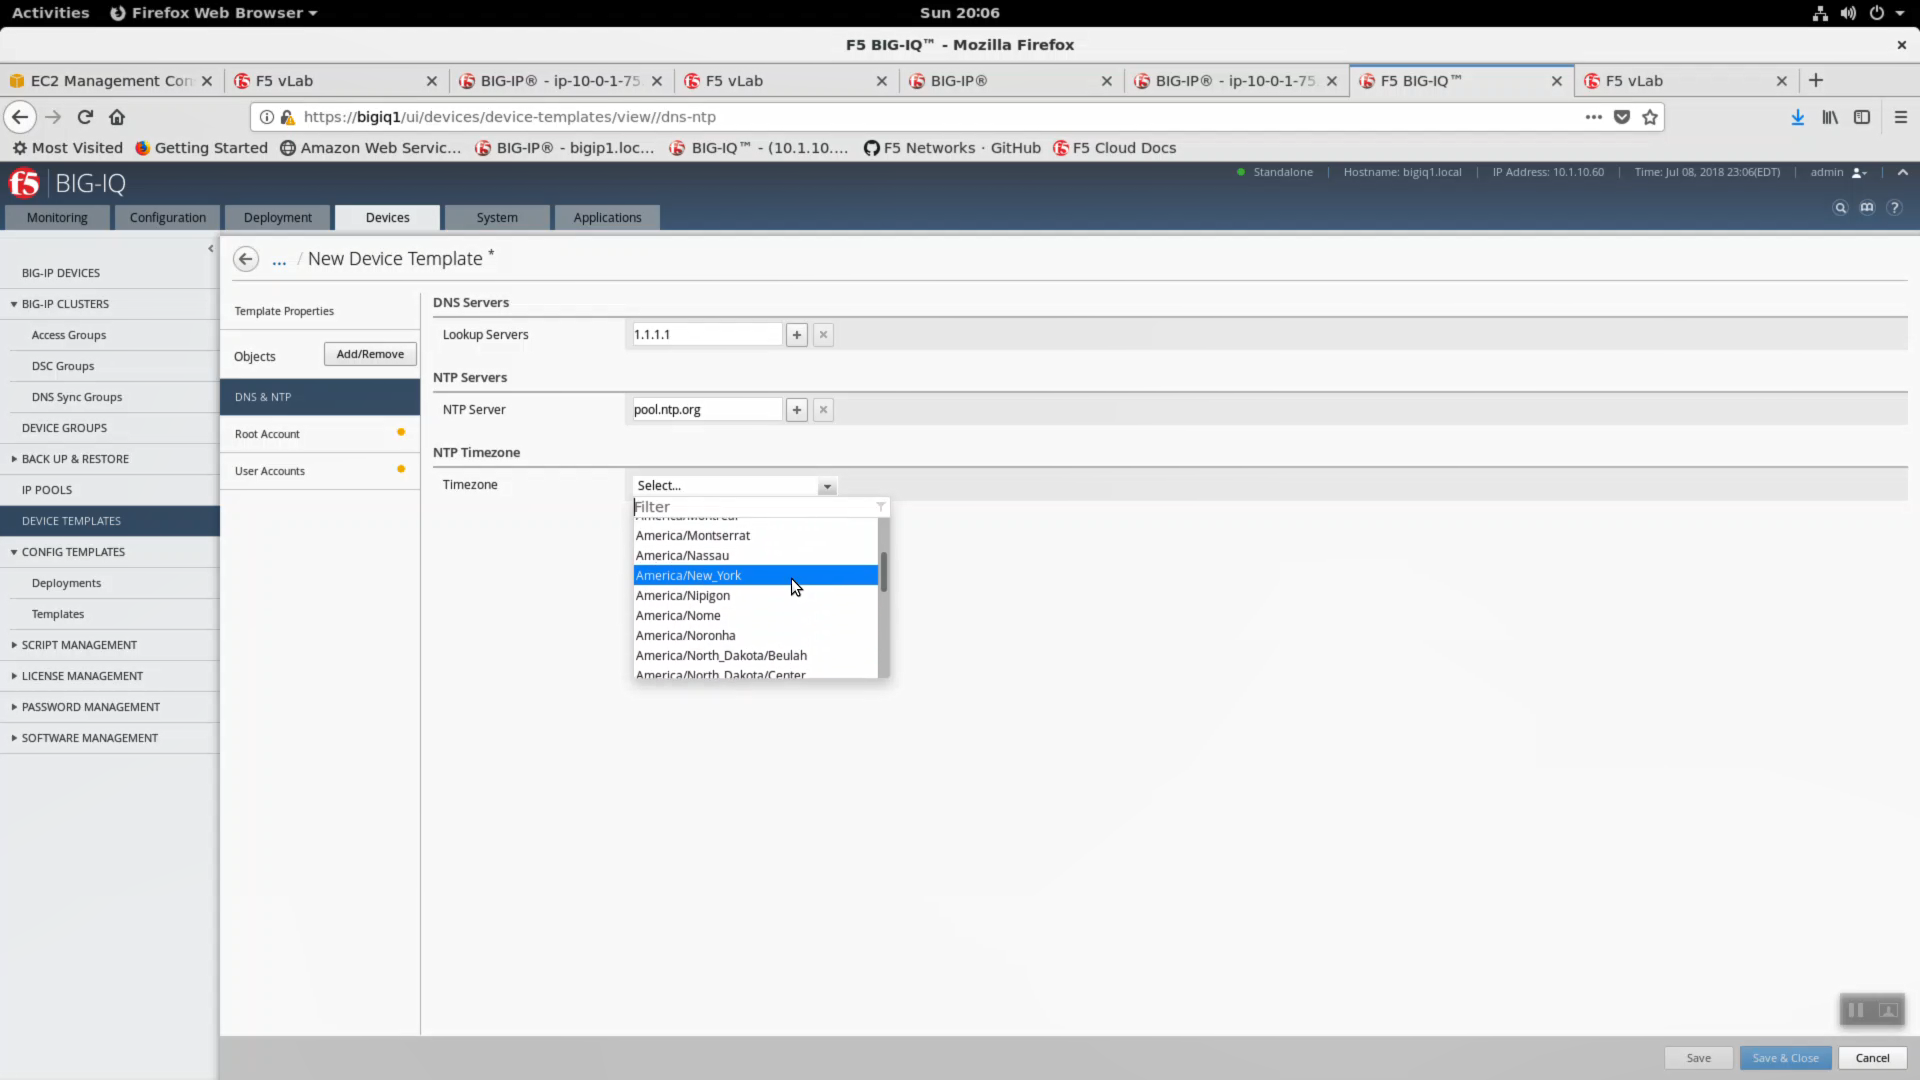 Activities Firefox Web Browser Sun 20:06
F5 BIG-IQ™ - Mozilla Firefox
EC2 Management Con F5 vLab BIG-IP® - ip-10-0-1-75 F5 vLab BIG-IP® BIG-IP® - ip-10-0-1-75 F5 BIG-IQ™ F5 vLab
https://bigiq1/ui/devices/device-templates/view//dns-ntp
Most Visited Getting Started Amazon Web Servic... BIG-IP® - bigip1.loc... BIG-IQ™ - (10.1.10.... F5 Networks · GitHub F5 Cloud Docs
f5 BIG-IQ Standalone Hostname: bigiq1.local IP Address: 10.1.10.60 Time: Jul 08, 2018 23:06(EDT) admin
Monitoring Configuration Deployment Devices System Applications
BIG-IP DEVICES
BIG-IP CLUSTERS
Access Groups
DSC Groups
DNS Sync Groups
DEVICE GROUPS
BACK UP & RESTORE
IP POOLS
DEVICE TEMPLATES
CONFIG TEMPLATES
Deployments
Templates
SCRIPT MANAGEMENT
LICENSE MANAGEMENT
PASSWORD MANAGEMENT
SOFTWARE MANAGEMENT
... / New Device Template *
Template Properties
Objects Add/Remove
DNS & NTP
Root Account
User Accounts
DNS Servers
Lookup Servers 1.1.1.1
NTP Servers
NTP Server pool.ntp.org
NTP Timezone
Timezone Select...
Filter
America/Montserrat
America/Nassau
America/New_York
America/Nipigon
America/Nome
America/Noronha
America/North_Dakota/Beulah
America/North_Dakota/Center
Save Save & Close Cancel